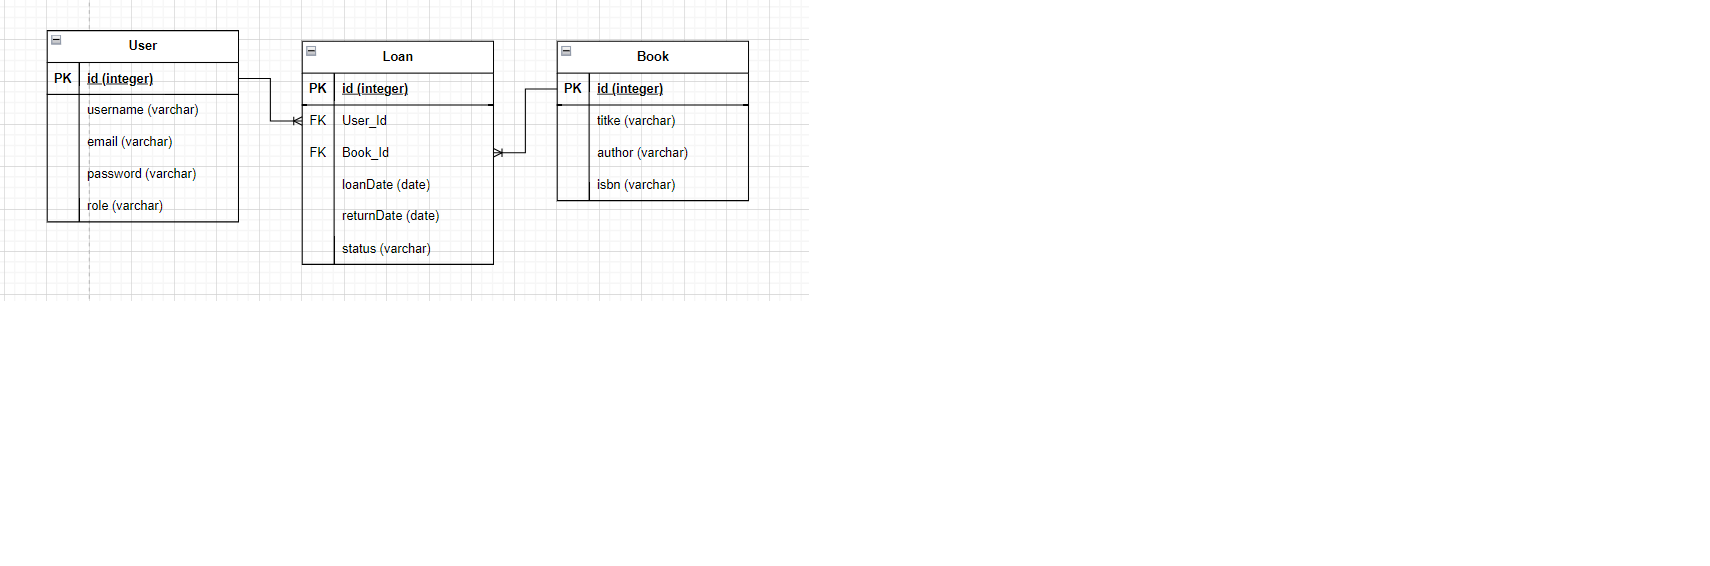 User
PK id (integer)
username (varchar)
email (varchar)
password (varchar)
role (varchar)
Loan
PK id (integer)
FK User_Id
FK Book_Id
loanDate (date)
returnDate (date)
status (varchar)
Book
PK id (integer)
titke (varchar)
author (varchar)
isbn (varchar)